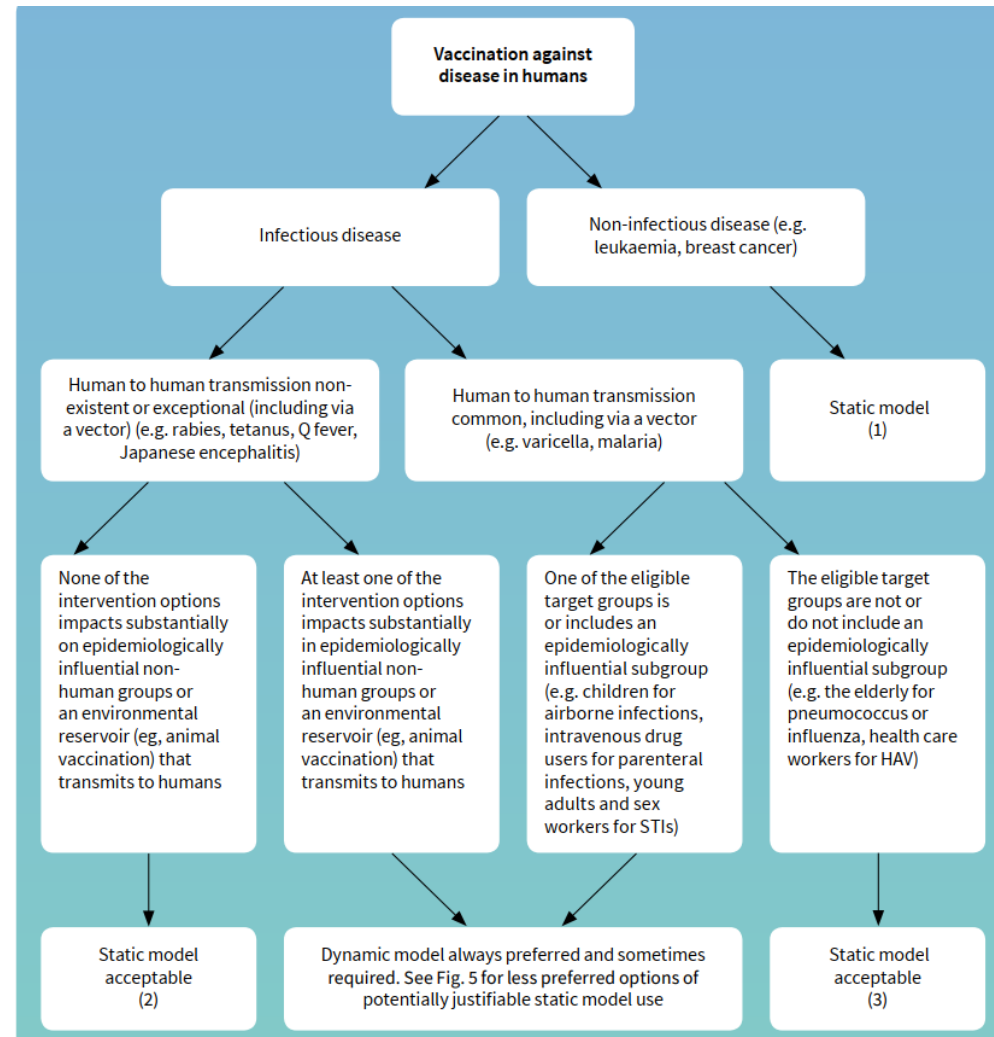 Vaccination against
disease in humans
Infectious disease
Non-infectious disease (e.g.
leukaemia, breast cancer)
Human to human transmission non-
existent or exceptional (including via
a vector) (e.g. rabies, tetanus, Q fever,
Japanese encephalitis)
Human to human transmission
common, including via a vector
(e.g. varicella, malaria)
Static model
(1)
None of the
intervention options
impacts substantially
on epidemiologically
influential non-
human groups or
an environmental
reservoir (eg, animal
vaccination) that
transmits to humans
At least one of the
intervention options
impacts substantially
in epidemiologically
influential non-
human groups or
an environmental
reservoir (eg, animal
vaccination) that
transmits to humans
One of the eligible
target groups is
or includes an
epidemiologically
influential subgroup
(e.g. children for
airborne infections,
intravenous drug
users for parenteral
infections, young
adults and sex
workers for STIs)
The eligible target
groups are not or
do not include an
epidemiologically
influential subgroup
(e.g. the elderly for
pneumococcus or
influenza, health care
workers for HAV)
Static model
acceptable
(2)
Dynamic model always preferred and sometimes
required. See Fig. 5 for less preferred options of
potentially justifiable static model use
Static model
acceptable
(3)